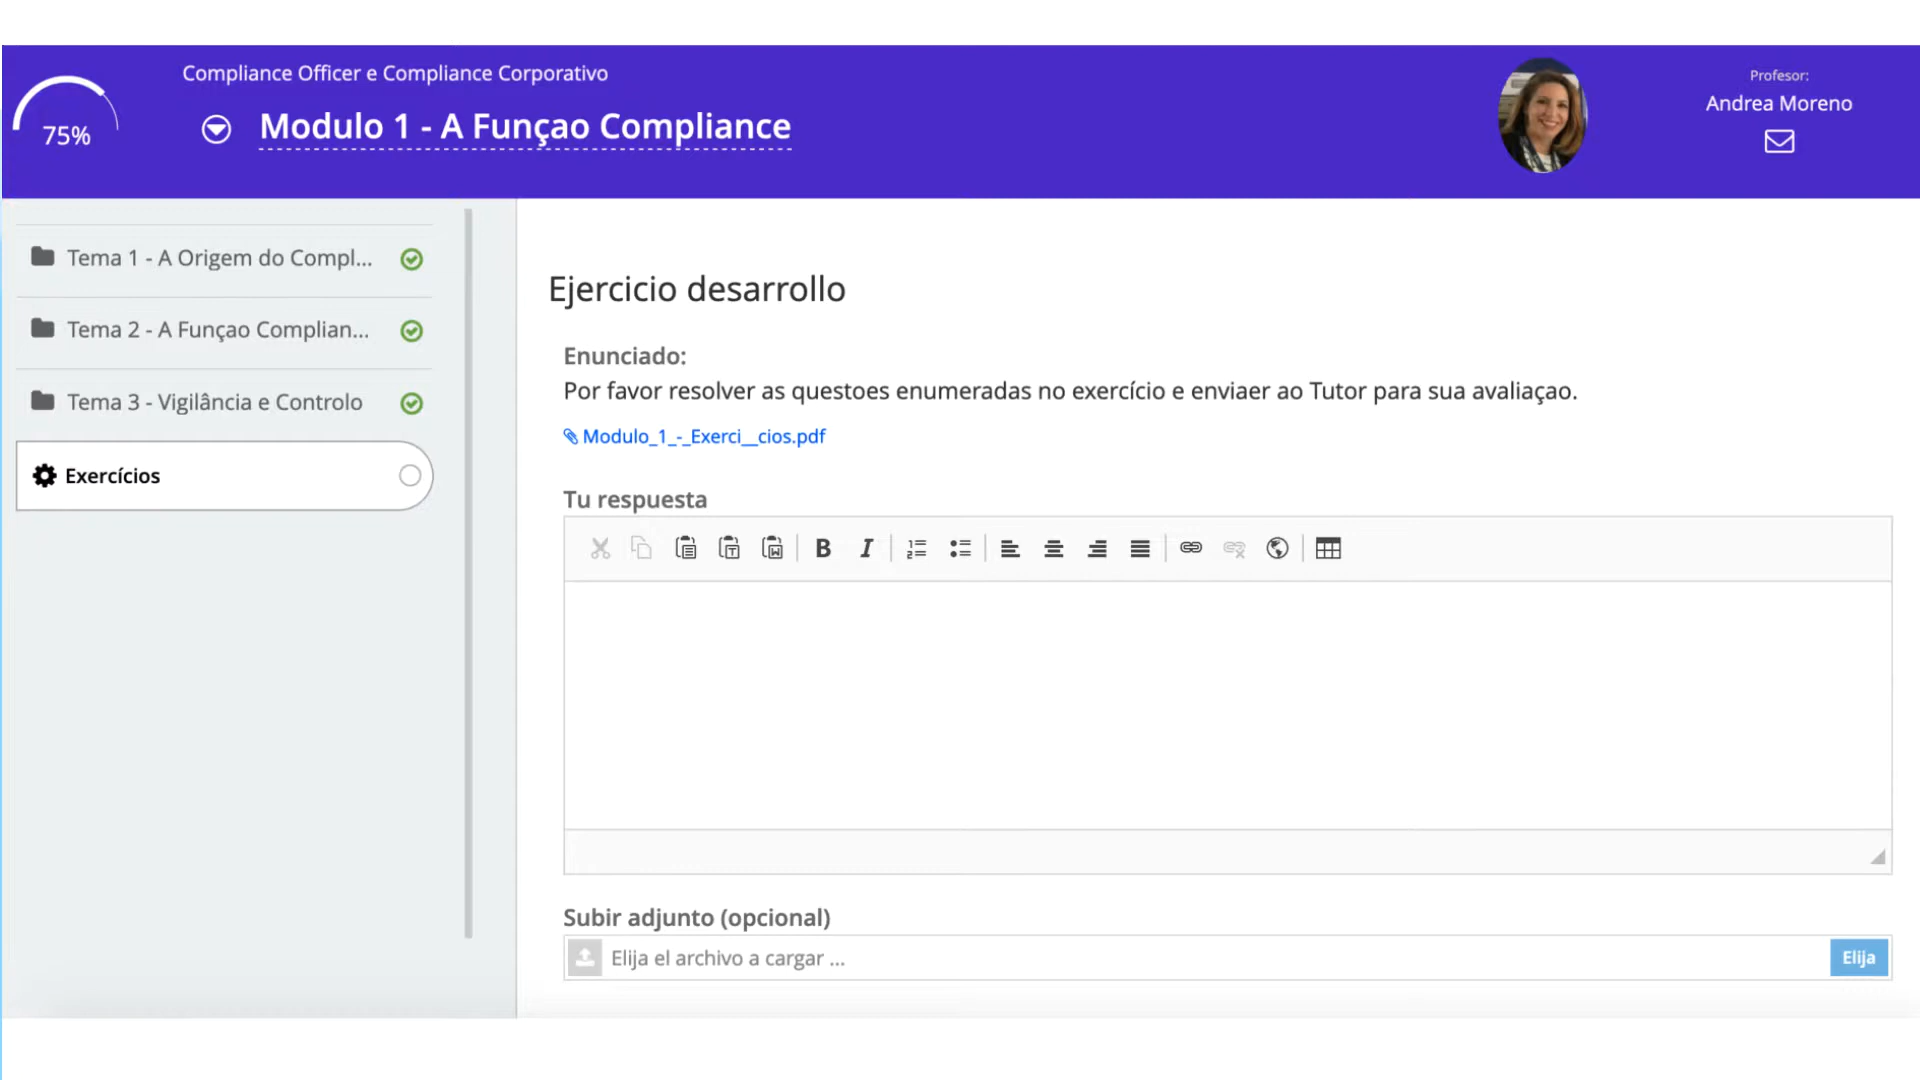 Compliance Officer e Compliance Corporativo
75%
Modulo 1 - A Funçao Compliance
Profesor:
Andrea Moreno
Tema 1 - A Origem do Compl...
Tema 2 - A Funçao Complian...
Tema 3 - Vigilância e Controlo
Exercícios
Ejercicio desarrollo
Enunciado:
Por favor resolver as questoes enumeradas no exercício e enviaer ao Tutor para sua avaliaçao.
Modulo_1_-_Exerci__cios.pdf
Tu respuesta
Subir adjunto (opcional)
Elija el archivo a cargar ...
Elija